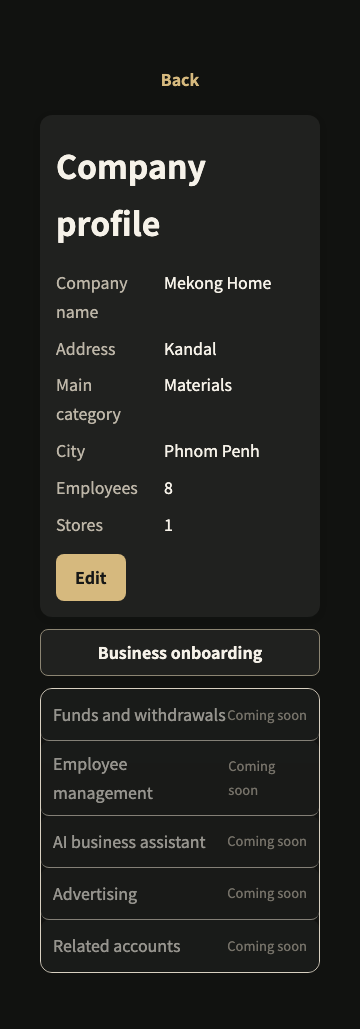 Back
Company
profile
Company Mekong Home
name
Address Kandal
Main Materials
category
City Phnom Penh
Employees 8
Stores 1
Edit
Business onboarding
Funds and withdrawals Coming soon
Employee Coming
management soon
AI business assistant Coming soon
Advertising Coming soon
Related accounts Coming soon